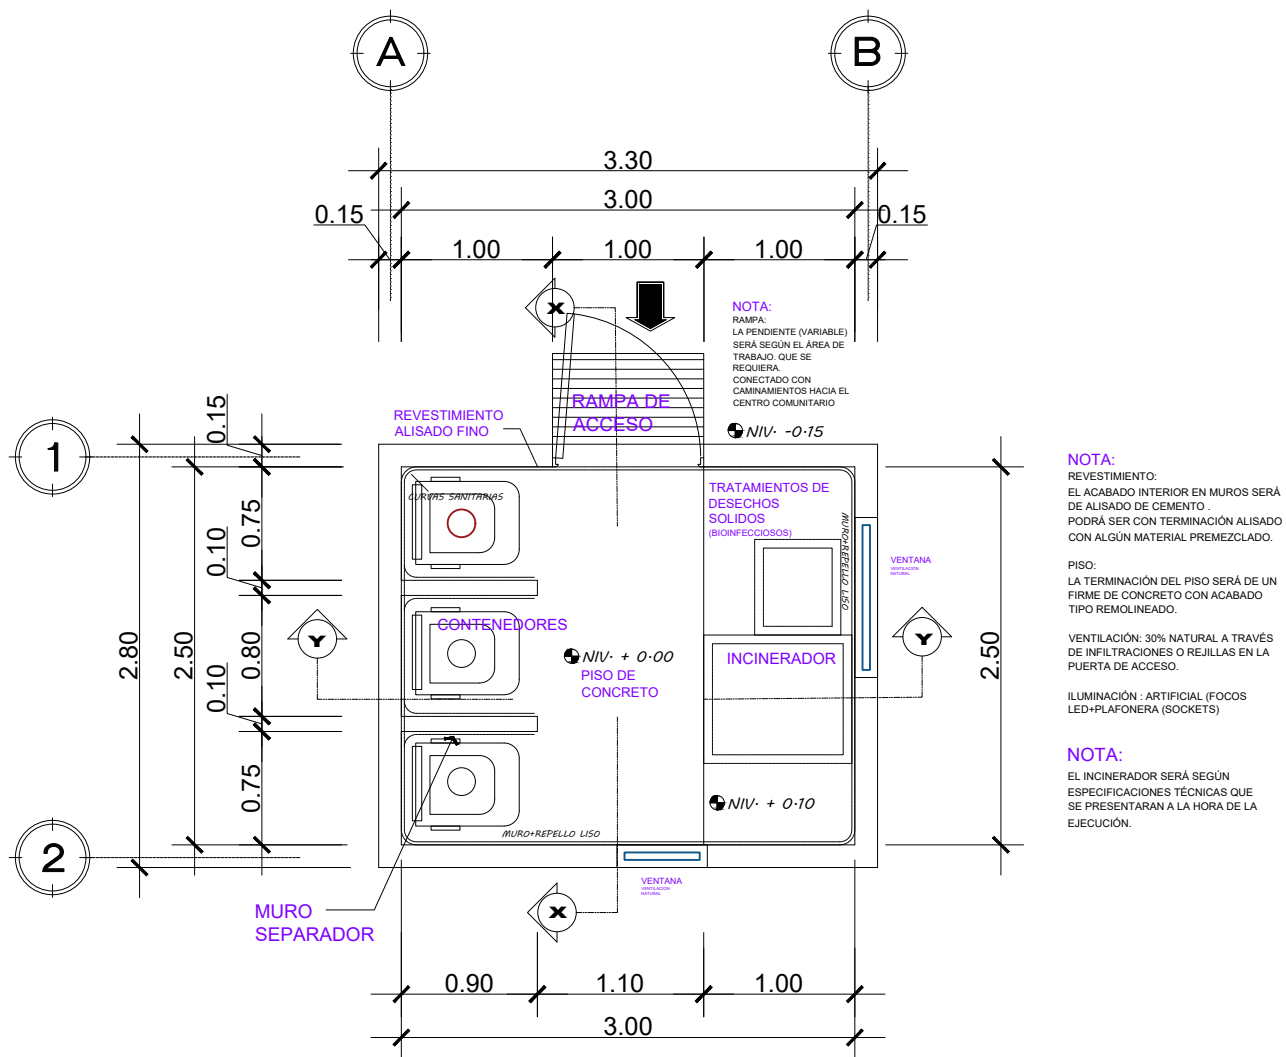 A
B
3.30
3.00
0.15
0.15
1.00
1.00
1.00
X
NOTA:
RAMPA:
LA PENDIENTE (VARIABLE)
SERÁ SEGÚN EL ÁREA DE
TRABAJO. QUE SE
REQUIERA.
CONECTADO CON
CAMINAMIENTOS HACIA EL
CENTRO COMUNITARIO
RAMPA DE
ACCESO
REVESTIMIENTO
ALISADO FINO
NIV. -0.15
1
0.15
0.75
0.10
0.80
0.10
0.75
2.80
2.50
2
CURVAS SANITARIAS
TRATAMIENTOS DE
DESECHOS
SOLIDOS
(BIOINFECCIOSOS)
MURO+REPELLO LISO
VENTANA
VENTILACION
NATURAL
CONTENEDORES
Y
Y
NIV. + 0.00
PISO DE
CONCRETO
INCINERADOR
2.50
NIV. + 0.10
MURO+REPELLO LISO
VENTANA
VENTILACION
NATURAL
MURO
SEPARADOR
X
0.90
1.10
1.00
3.00
NOTA:
REVESTIMIENTO:
EL ACABADO INTERIOR EN MUROS SERÁ
DE ALISADO DE CEMENTO .
PODRÁ SER CON TERMINACIÓN ALISADO
CON ALGÚN MATERIAL PREMEZCLADO.
PISO:
LA TERMINACIÓN DEL PISO SERÁ DE UN
FIRME DE CONCRETO CON ACABADO
TIPO REMOLINEADO.
VENTILACIÓN: 30% NATURAL A TRAVÉS
DE INFILTRACIONES O REJILLAS EN LA
PUERTA DE ACCESO.
ILUMINACIÓN : ARTIFICIAL (FOCOS
LED+PLAFONERA (SOCKETS)
NOTA:
EL INCINERADOR SERÁ SEGÚN
ESPECIFICACIONES TÉCNICAS QUE
SE PRESENTARAN A LA HORA DE LA
EJECUCIÓN.